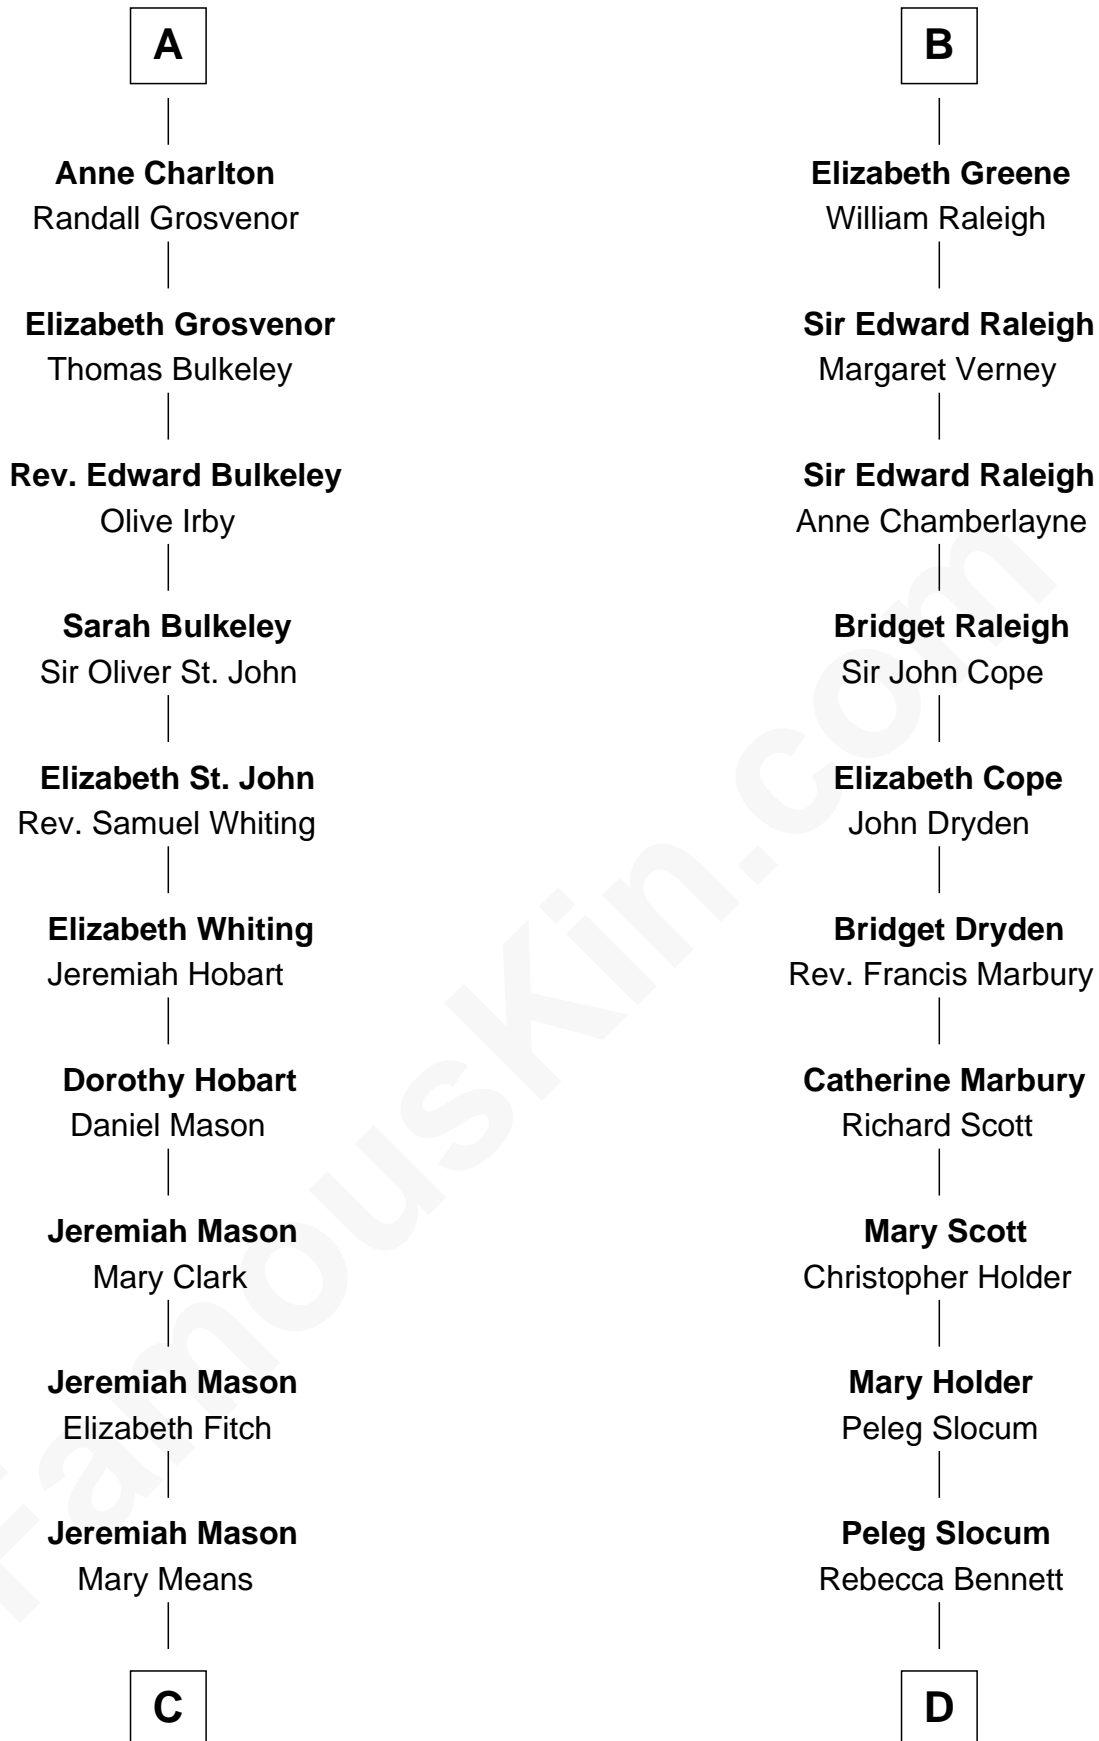 A
Anne Charlton
Randall Grosvenor
Elizabeth Grosvenor
Thomas Bulkeley
Rev. Edward Bulkeley
Olive Irby
Sarah Bulkeley
Sir Oliver St. John
Elizabeth St. John
Rev. Samuel Whiting
Elizabeth Whiting
Jeremiah Hobart
Dorothy Hobart
Daniel Mason
Jeremiah Mason
Mary Clark
Jeremiah Mason
Elizabeth Fitch
Jeremiah Mason
Mary Means
C
B
Elizabeth Greene
William Raleigh
Sir Edward Raleigh
Margaret Verney
Sir Edward Raleigh
Anne Chamberlayne
Bridget Raleigh
Sir John Cope
Elizabeth Cope
John Dryden
Bridget Dryden
Rev. Francis Marbury
Catherine Marbury
Richard Scott
Mary Scott
Christopher Holder
Mary Holder
Peleg Slocum
Peleg Slocum
Rebecca Bennett
D
FamousKin.com